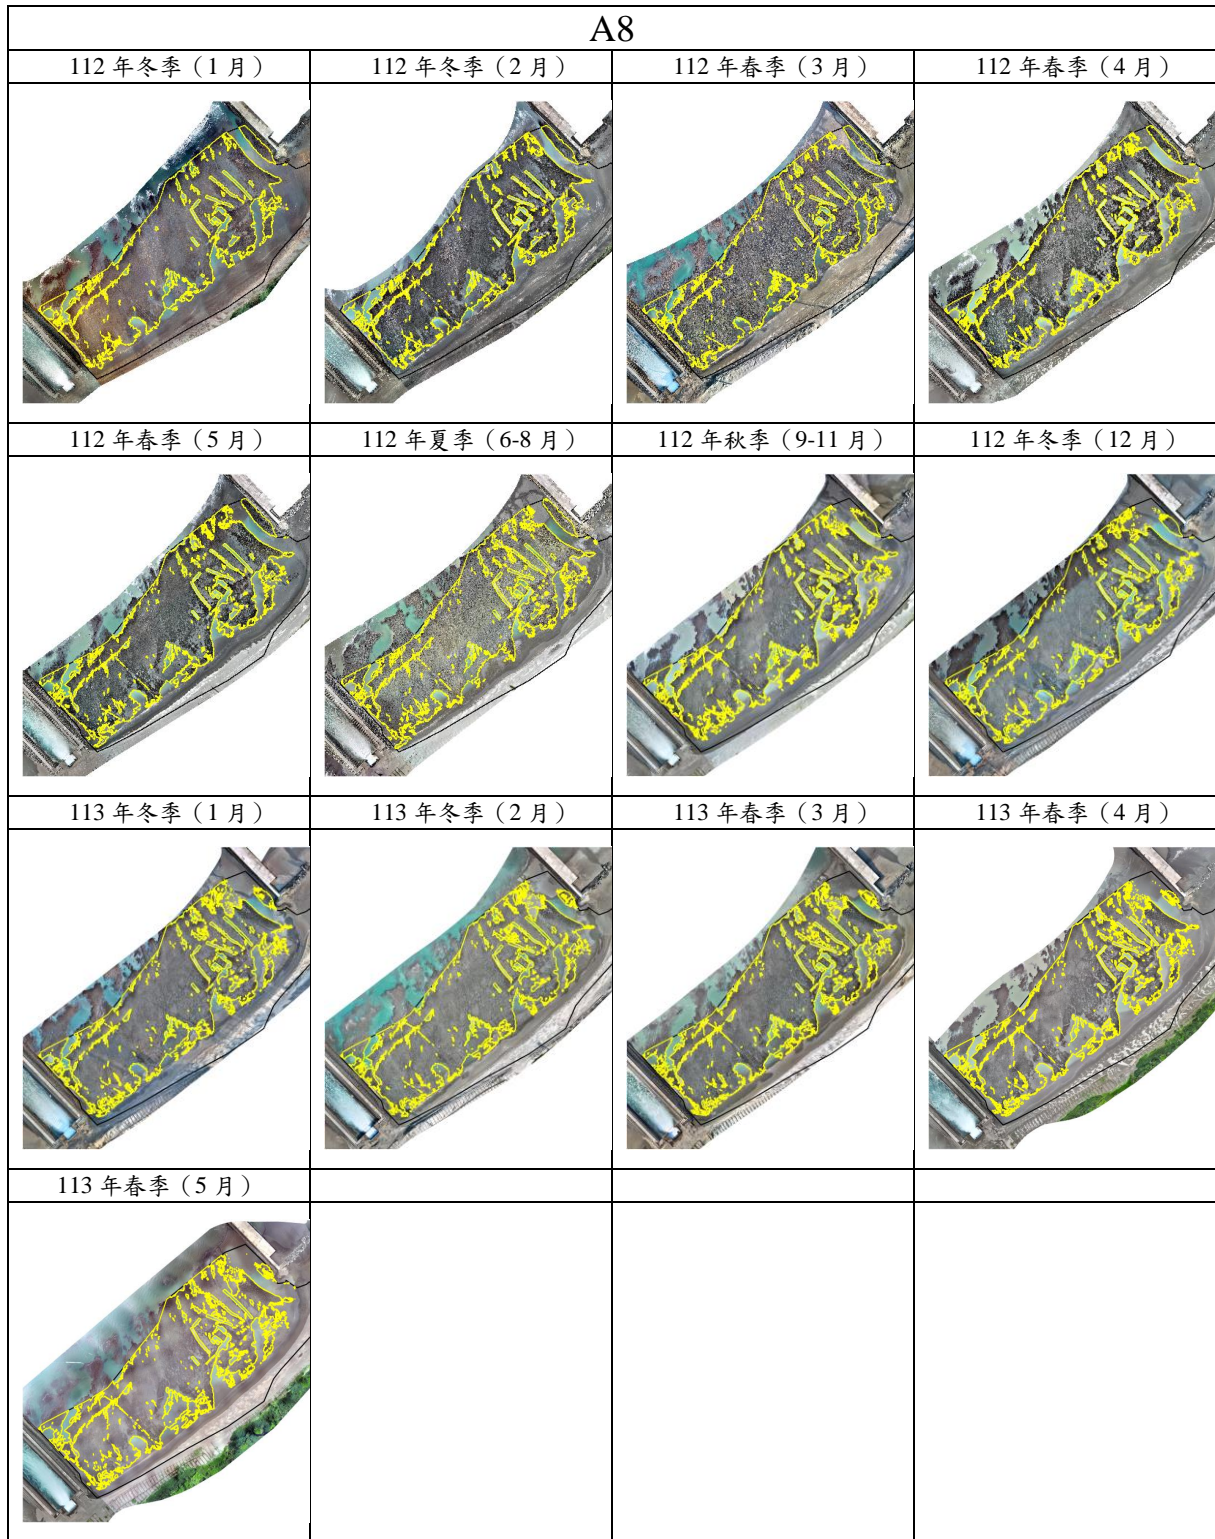 A8
112 年冬季（1 月） 112 年冬季（2 月） 112 年春季（3 月） 112 年春季（4 月）
112 年春季（5 月） 112 年夏季（6-8 月） 112 年秋季（9-11 月） 112 年冬季（12 月）
113 年冬季（1 月） 113 年冬季（2 月） 113 年春季（3 月） 113 年春季（4 月）
113 年春季（5 月）